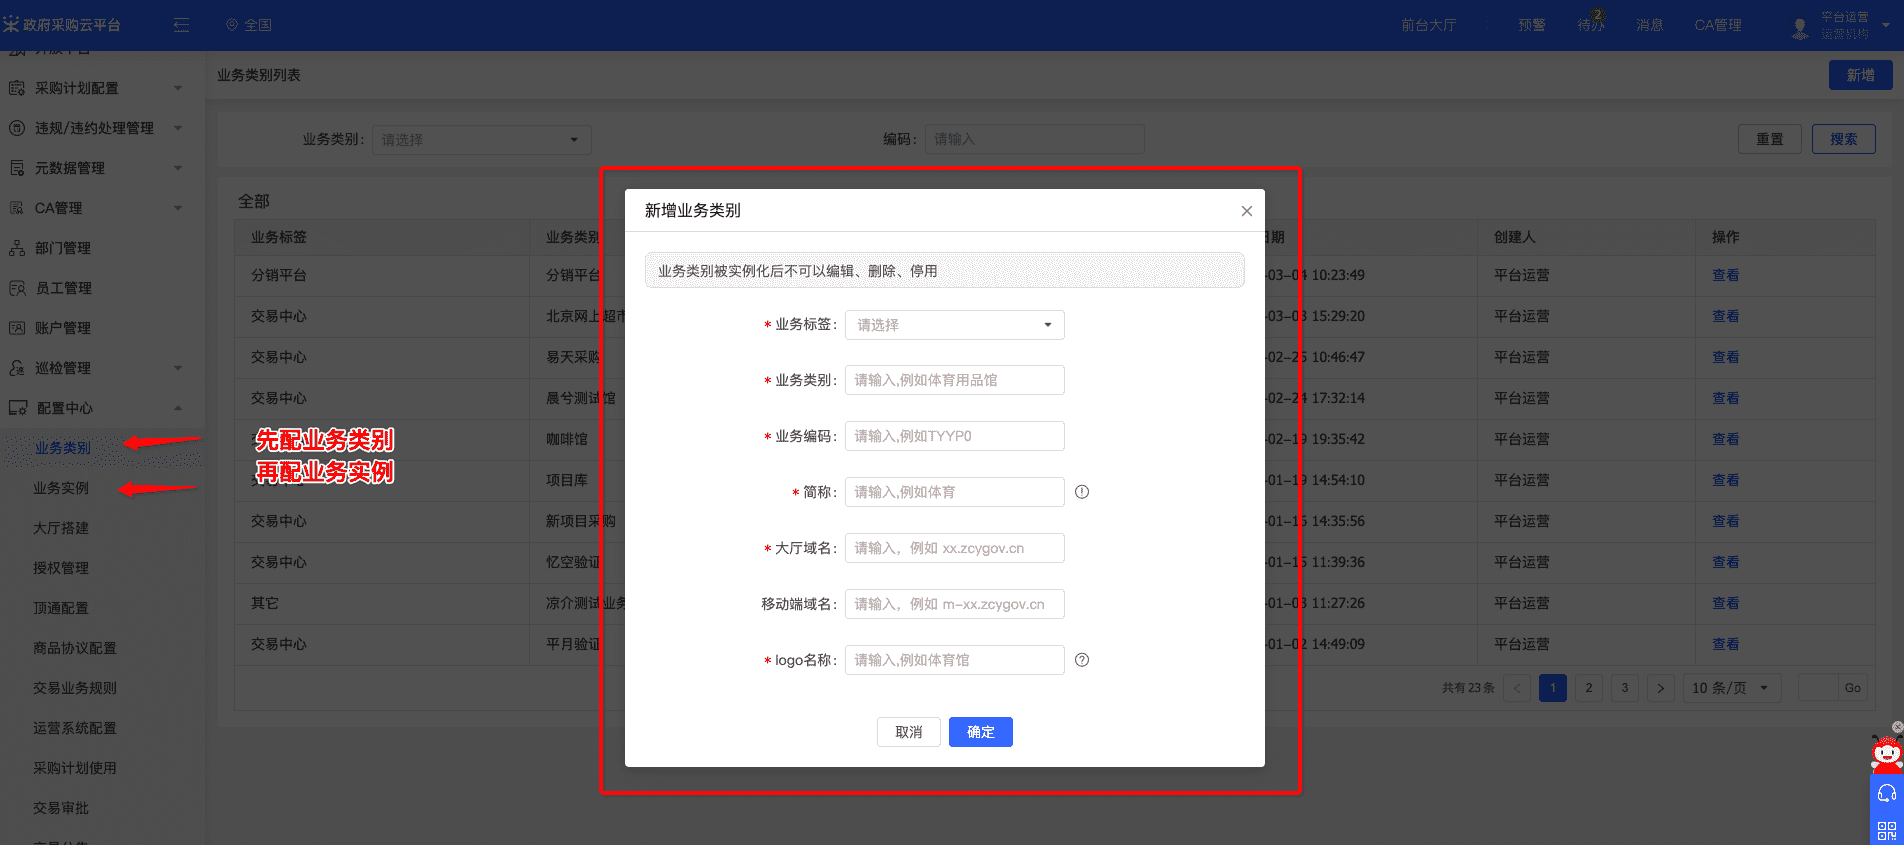 政府采购云平台
全国
前台大厅
预警
待办
2
消息
CA管理
平台运营
运营机构
采购计划配置
违规/违约处理管理
元数据管理
CA管理
部门管理
员工管理
账户管理
巡检管理
配置中心
业务类别
业务实例
大厅搭建
授权管理
顶通配置
商品协议配置
交易业务规则
运营系统配置
采购计划使用
交易审批
先配业务类别
再配业务实例
业务类别列表
新增
业务类别:
请选择
编码:
请输入
重置
搜索
全部
业务标签
业务类别
日期
创建人
操作
分销平台
分销平台
-03-04 10:23:49
平台运营
查看
交易中心
北京网上超市
-03-03 15:29:20
平台运营
查看
交易中心
易天采购
-02-25 10:46:47
平台运营
查看
交易中心
晨兮测试馆
-02-24 17:32:14
平台运营
查看
咖啡馆
-02-19 19:35:42
平台运营
查看
项目库
-01-19 14:54:10
平台运营
查看
交易中心
新项目采购
-01-15 14:35:56
平台运营
查看
交易中心
忆空验证
-01-15 11:39:36
平台运营
查看
其它
凉介测试业务
-01-03 11:27:26
平台运营
查看
交易中心
平月验证
-01-02 14:49:09
平台运营
查看
共有23条
1
2
3
10 条/页
Go
新增业务类别
业务类别被实例化后不可以编辑、删除、停用
* 业务标签:
请选择
* 业务类别:
请输入,例如体育用品馆
* 业务编码:
请输入,例如TYYP0
* 简称:
请输入,例如体育
* 大厅域名:
请输入，例如 xx.zcygov.cn
移动端域名:
请输入，例如 m-xx.zcygov.cn
* logo名称:
请输入,例如体育馆
取消
确定